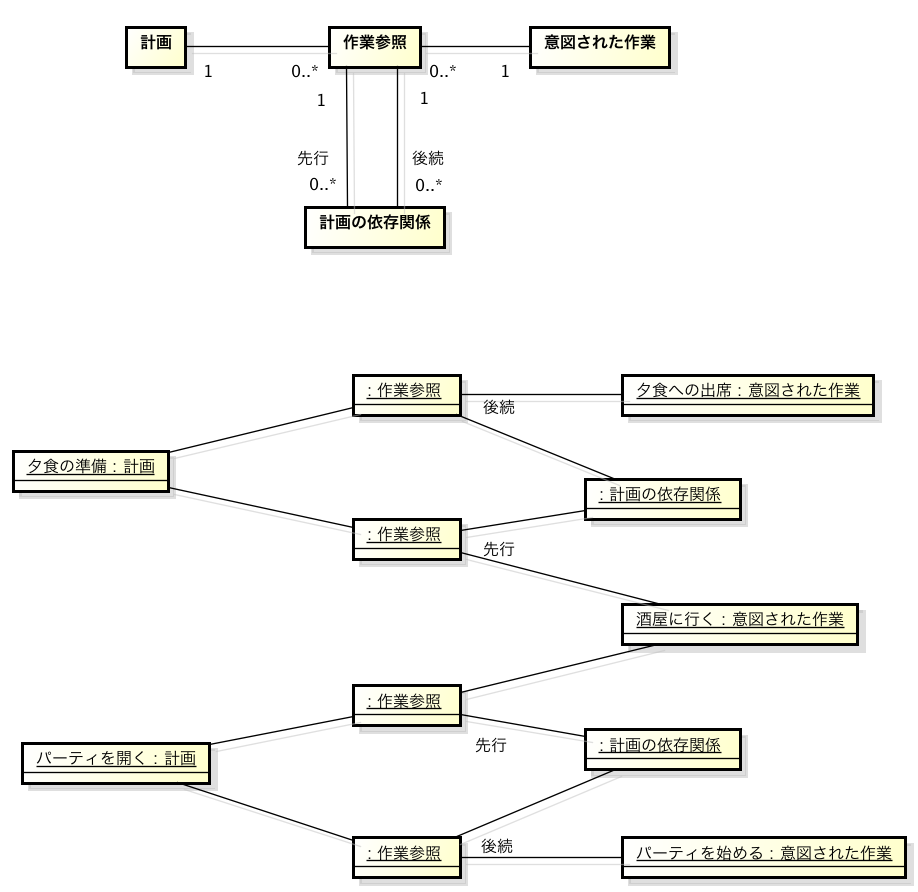 計画
作業参照
意図された作業
1
0..*
0..*
1
1
1
先行
後続
0..*
0..*
計画の依存関係
: 作業参照
夕食への出席：意図された作業
後続
夕食の準備：計画
: 計画の依存関係
: 作業参照
先行
酒屋に行く：意図された作業
: 作業参照
先行
: 計画の依存関係
パーティを開く：計画
: 作業参照
後続
パーティを始める：意図された作業